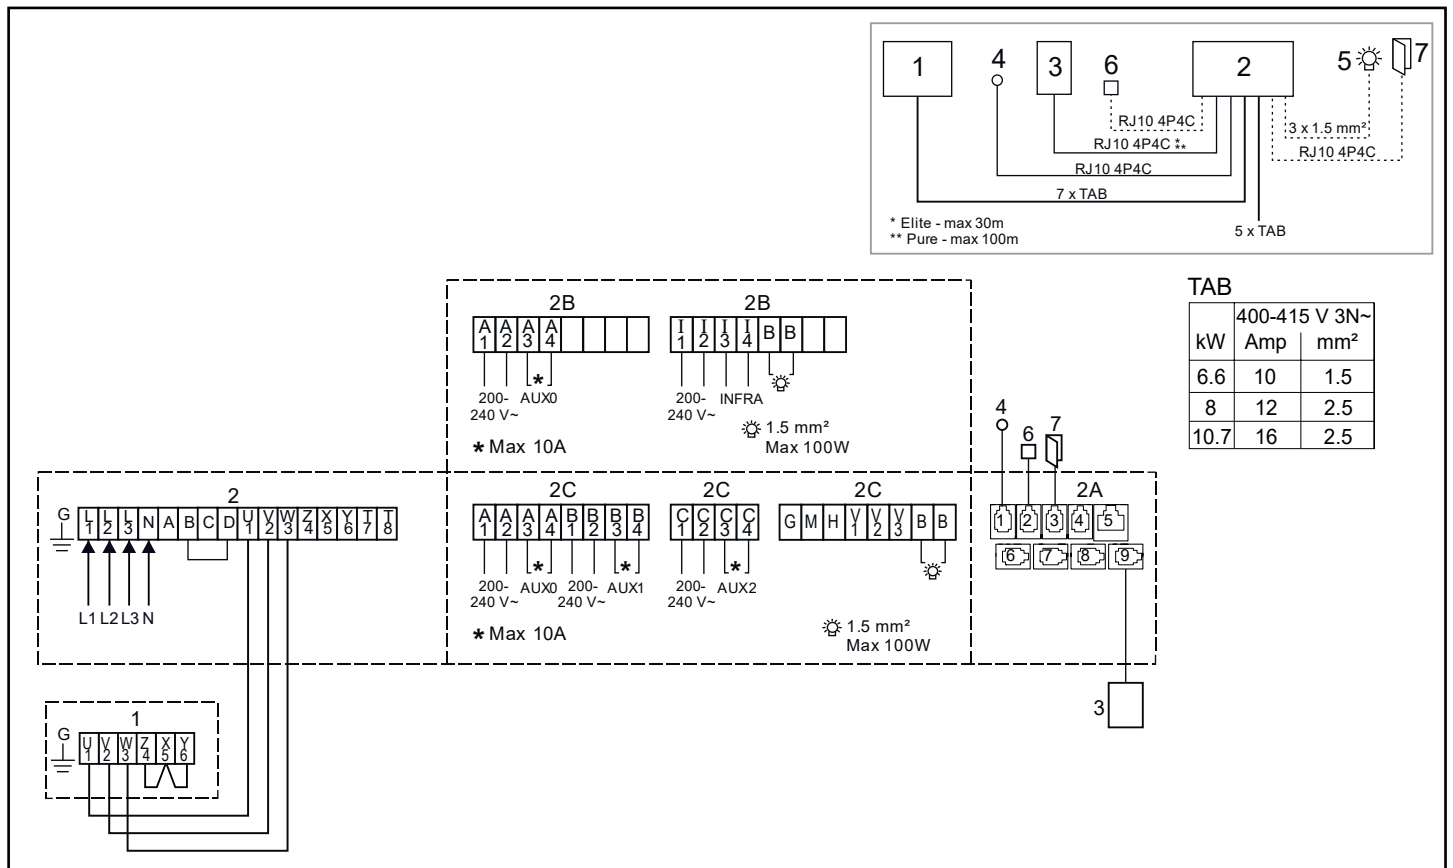 1
4
3
6
2
5
7
RJ10 4P4C
3 x 1.5 mm²
RJ10 4P4C * **
RJ10 4P4C
RJ10 4P4C
7 x TAB
5 x TAB
* Elite - max 30m
** Pure - max 100m
TAB
400-415 V 3N~
kW Amp mm²
6.6 10 1.5
8 12 2.5
10.7 16 2.5
2B
A1 A2 A3 A4
*
200-240 V~
AUX0
* Max 10A
2B
I1 I2 I3 I4 B B
200-240 V~
INFRA
1.5 mm²
Max 100W
2
G
L1 L2 L3 N A B C D U1 V2 W3 Z4 X5 Y6 T7 T8
L1 L2 L3 N
2C
A1 A2 A3 A4 B1 B2 B3 B4
* *
200-240 V~
AUX0
200-240 V~
AUX1
* Max 10A
2C
C1 C2 C3 C4
*
200-240 V~
AUX2
2C
G M H V1 V2 V3 B B
1.5 mm²
Max 100W
4
6
7
2A
1 2 3 4 5
6 7 8 9
3
1
G
U1 V2 W3 Z4 X5 Y6